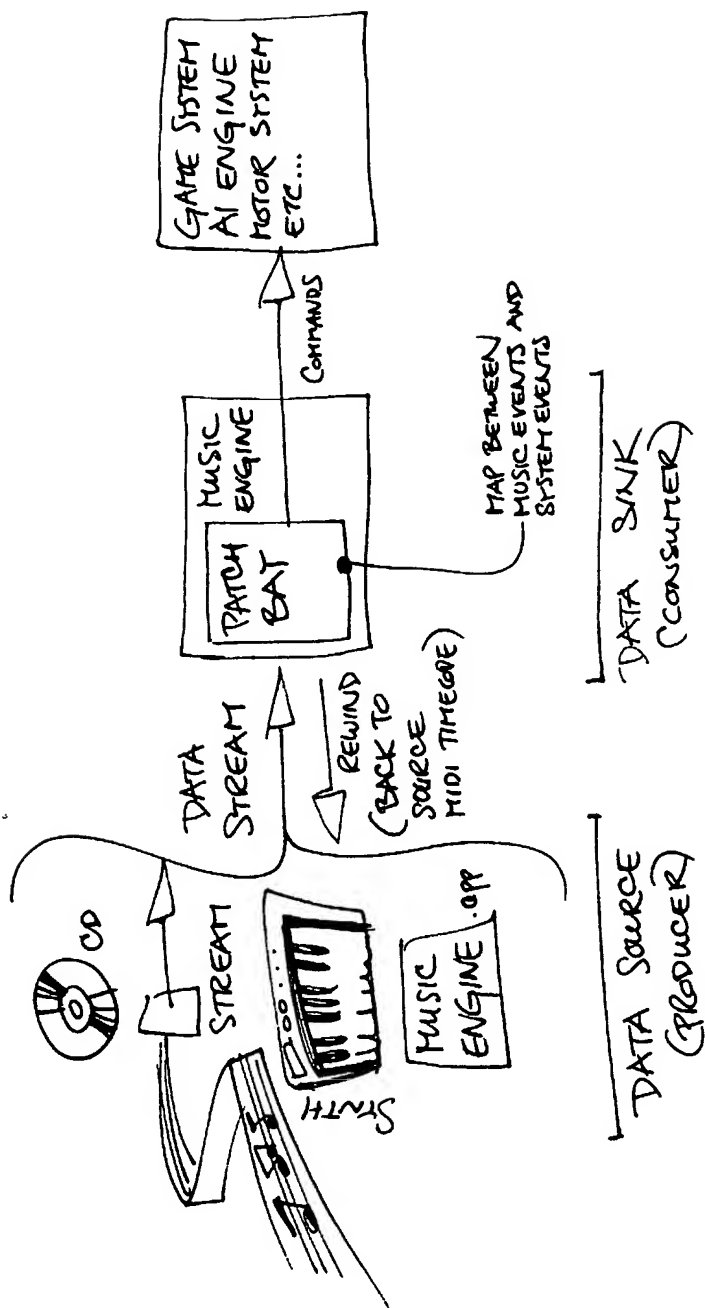 CD
STREAM
SYNTH
MUSIC
ENGINE .app
DATA SOURCE
(PRODUCER)
DATA
STREAM
REWIND
(BACK TO
SOURCE
MIDI TIMECODE)
MUSIC
ENGINE
PATCH
BAY
MAP BETWEEN
MUSIC EVENTS AND
SYSTEM EVENTS
DATA SINK
(CONSUMER)
COMMANDS
GAME SYSTEM
AI ENGINE
MOTOR SYSTEM
ETC...